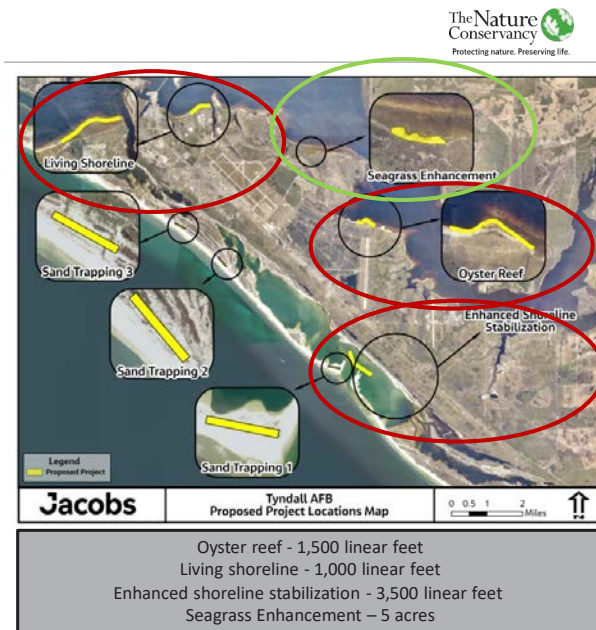 The Nature
Conservancy
Protecting nature. Preserving life.
Living Shoreline
Seagrass Enhancement
Sand Trapping 3
Oyster Reef
Enhanced Shoreline
Stabilization
Sand Trapping 2
Sand Trapping 1
Legend
Proposed Project
Jacobs
Tyndall AFB
Proposed Project Locations Map
0 0.5 1 2
Miles
Oyster reef - 1,500 linear feet
Living shoreline - 1,000 linear feet
Enhanced shoreline stabilization - 3,500 linear feet
Seagrass Enhancement – 5 acres